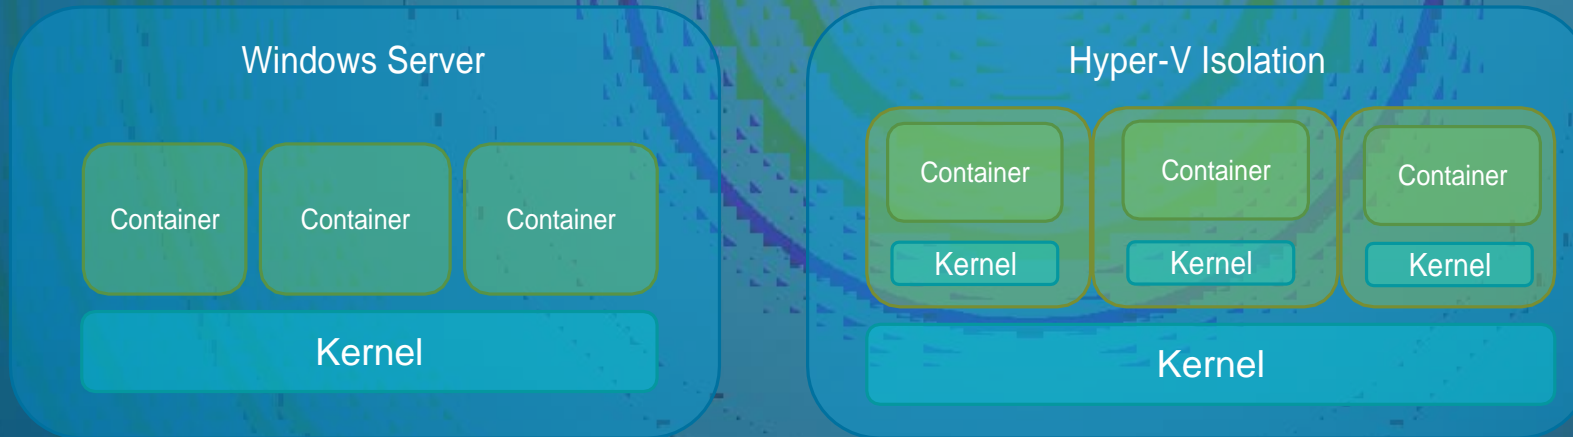 Windows Server
Container
Container
Container
Kernel
Hyper-V Isolation
Container
Container
Container
Kernel
Kernel
Kernel
Kernel